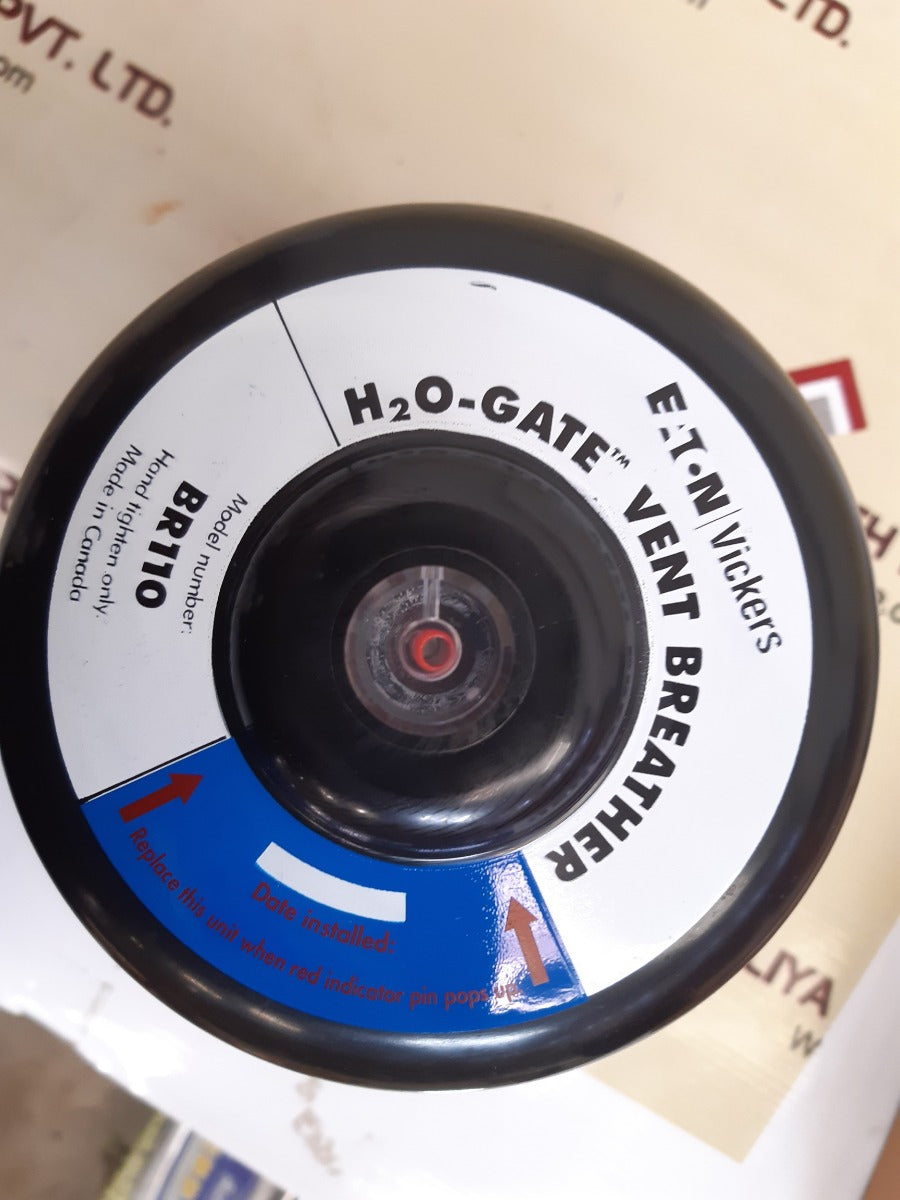 PVT. LTD.
LTD.
E·T·N | Vickers
H₂O-GATE™ VENT BREATHER
Model number:
BR110
Hand tighten only.
Made in Canada
Date installed:
Replace this unit when red indicator pin pops up
LIYA